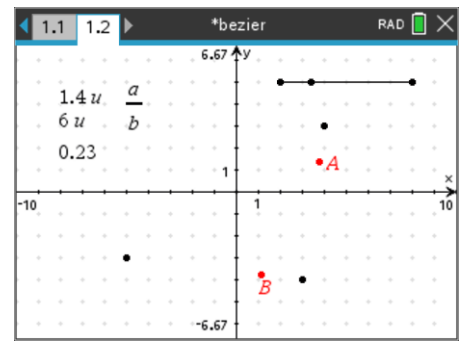 1.1 1.2 *bezier RAD
6.67 y
1.4 u a
6 u b
0.23
A
1
x
-10 1 10
B
-6.67